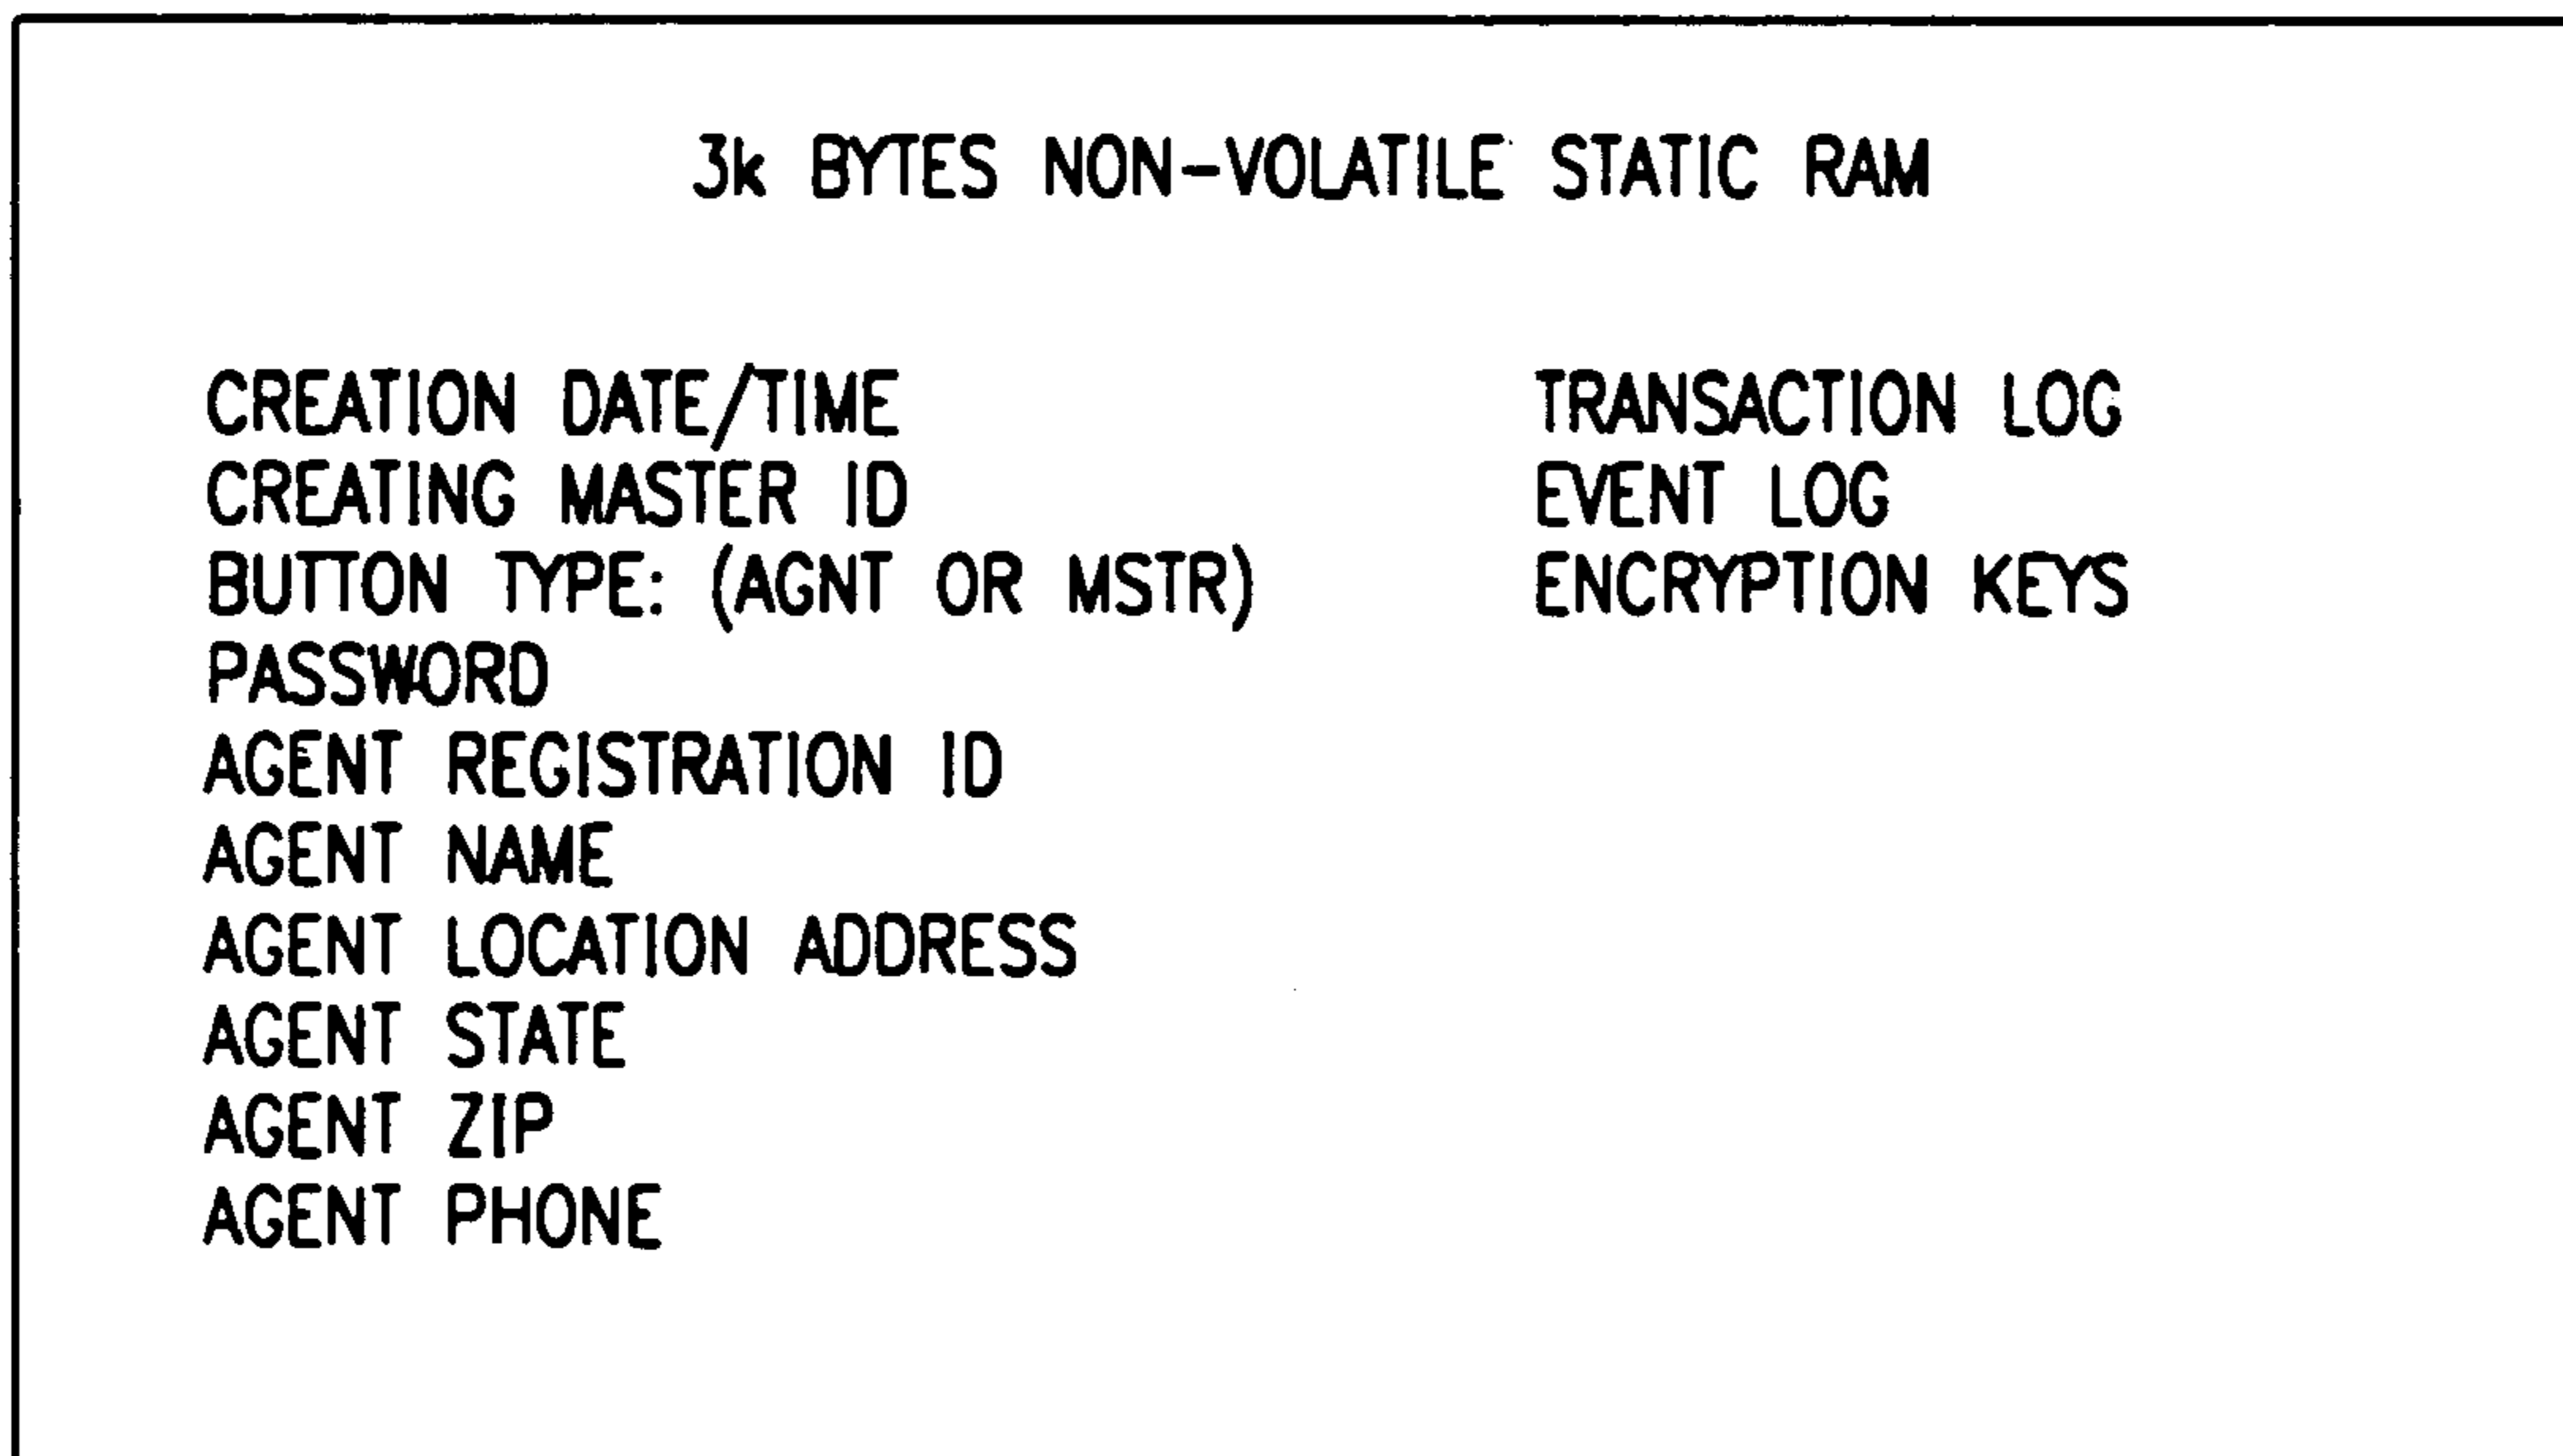 3k BYTES NON-VOLATILE STATIC RAM
CREATION DATE/TIME
CREATING MASTER ID
BUTTON TYPE: (AGNT OR MSTR)
PASSWORD
AGENT REGISTRATION ID
AGENT NAME
AGENT LOCATION ADDRESS
AGENT STATE
AGENT ZIP
AGENT PHONE
TRANSACTION LOG
EVENT LOG
ENCRYPTION KEYS